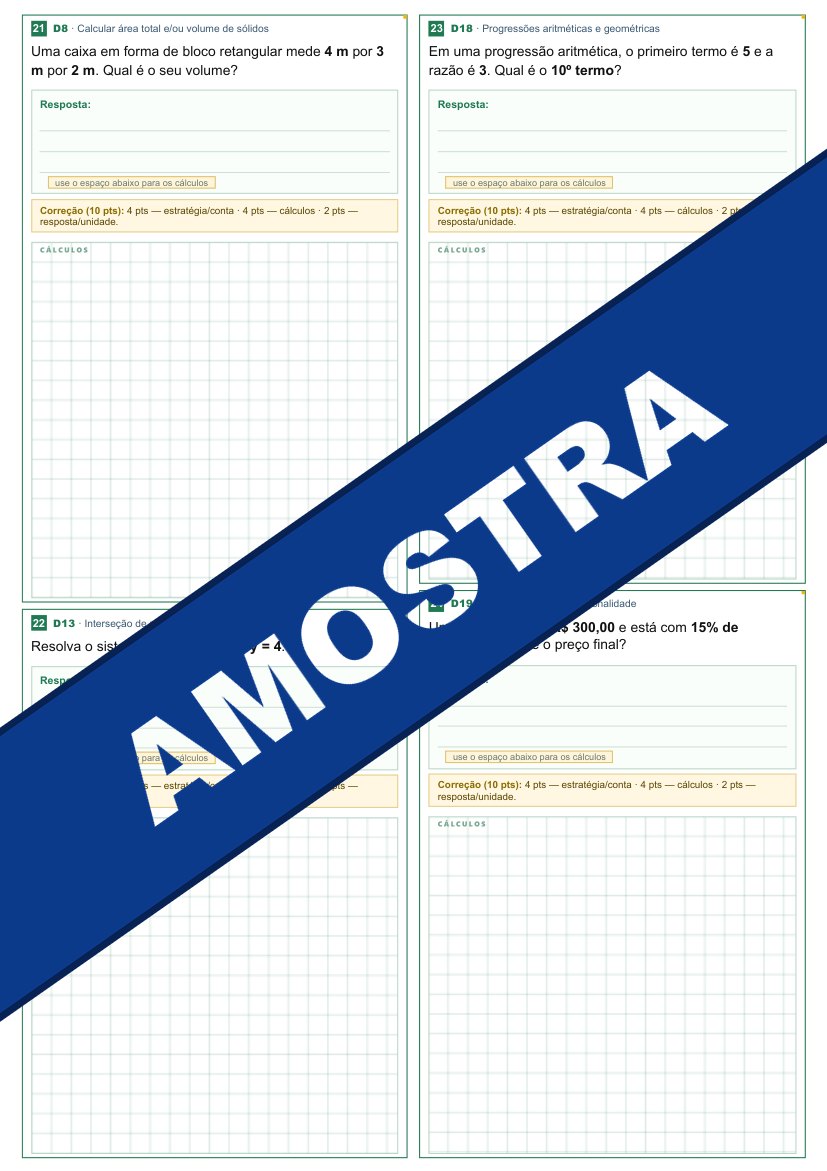 21 D8 · Calcular área total e/ou volume de sólidos
Uma caixa em forma de bloco retangular mede 4 m por 3
m por 2 m. Qual é o seu volume?
Resposta:
use o espaço abaixo para os cálculos
Correção (10 pts): 4 pts — estratégia/conta · 4 pts — cálculos · 2 pts —
resposta/unidade.
CÁLCULOS
22 D13 · Interseção de
Resolva o y = 4.
para os cálculos
pts —
23 D18 · Progressões aritméticas e geométricas
Em uma progressão aritmética, o primeiro termo é 5 e a
razão é 3. Qual é o 10º termo?
Resposta:
use o espaço abaixo para os cálculos
Correção (10 pts): 4 pts — estratégia/conta · 4 pts — cálculos · 2
resposta/unidade.
CÁLCULOS
300,00 e está com 15% de
o preço final?
use o espaço abaixo para os cálculos
Correção (10 pts): 4 pts — estratégia/conta · 4 pts — cálculos · 2 pts —
resposta/unidade.
CÁLCULOS
AMOSTRA